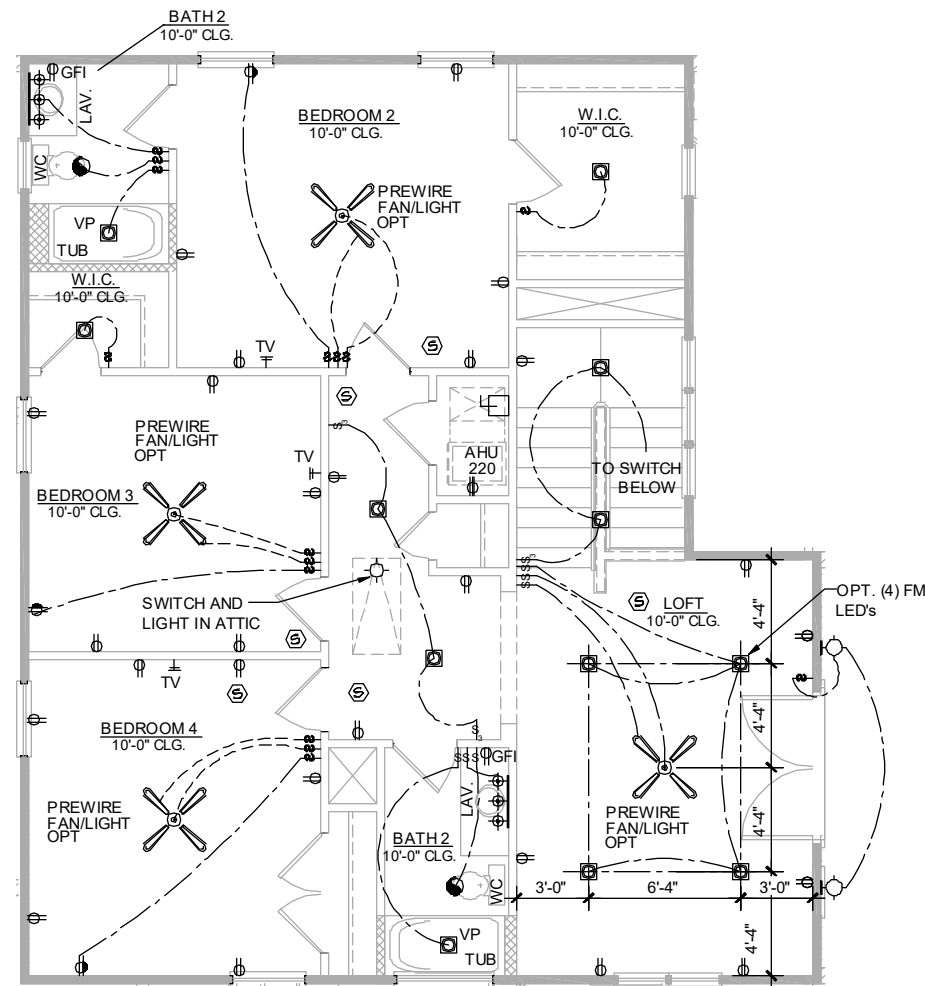 BATH 2
10'-0" CLG.
GFI
LAV.
WC
VP
TUB
BEDROOM 2
10'-0" CLG.
PREWIRE
FAN/LIGHT
OPT
W.I.C.
10'-0" CLG.
S
W.I.C.
10'-0" CLG.
TV
S
S
S3
PREWIRE
FAN/LIGHT
OPT
TV
BEDROOM 3
10'-0" CLG.
AHU
220
TO SWITCH
BELOW
SWITCH AND
LIGHT IN ATTIC
S
SSSS3
S
LOFT
10'-0" CLG.
OPT. (4) FM
LED's
4'-4"
TV
S
S
BEDROOM 4
10'-0" CLG.
S3
SSS
GFI
LAV.
4'-4"
PREWIRE
FAN/LIGHT
OPT
BATH 2
10'-0" CLG.
WC
VP
TUB
PREWIRE
FAN/LIGHT
OPT
4'-4"
3'-0"
6'-4"
3'-0"
4'-4"